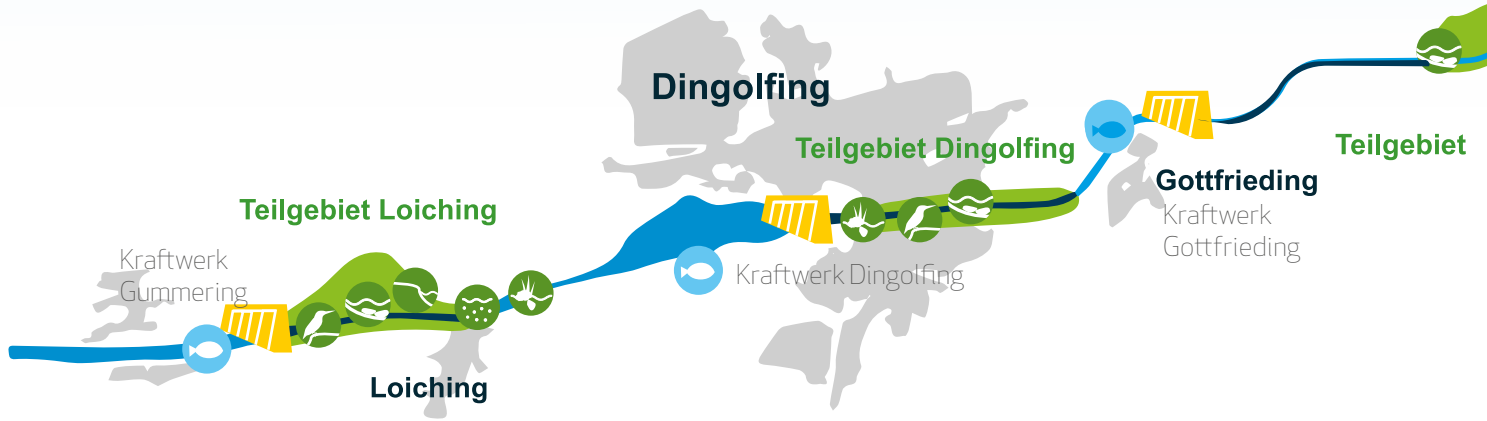 Dingolfing
Teilgebiet Dingolfing
Teilgebiet
Gottfrieding
Kraftwerk
Gottfrieding
Teilgebiet Loiching
Kraftwerk
Gummering
Kraftwerk Dingolfing
Loiching